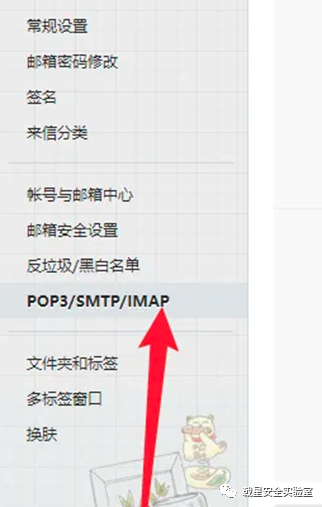 常规设置
邮箱密码修改
签名
来信分类
帐号与邮箱中心
邮箱安全设置
反垃圾/黑白名单
POP3/SMTP/IMAP
文件夹和标签
多标签窗口
换肤
载星安全实验室